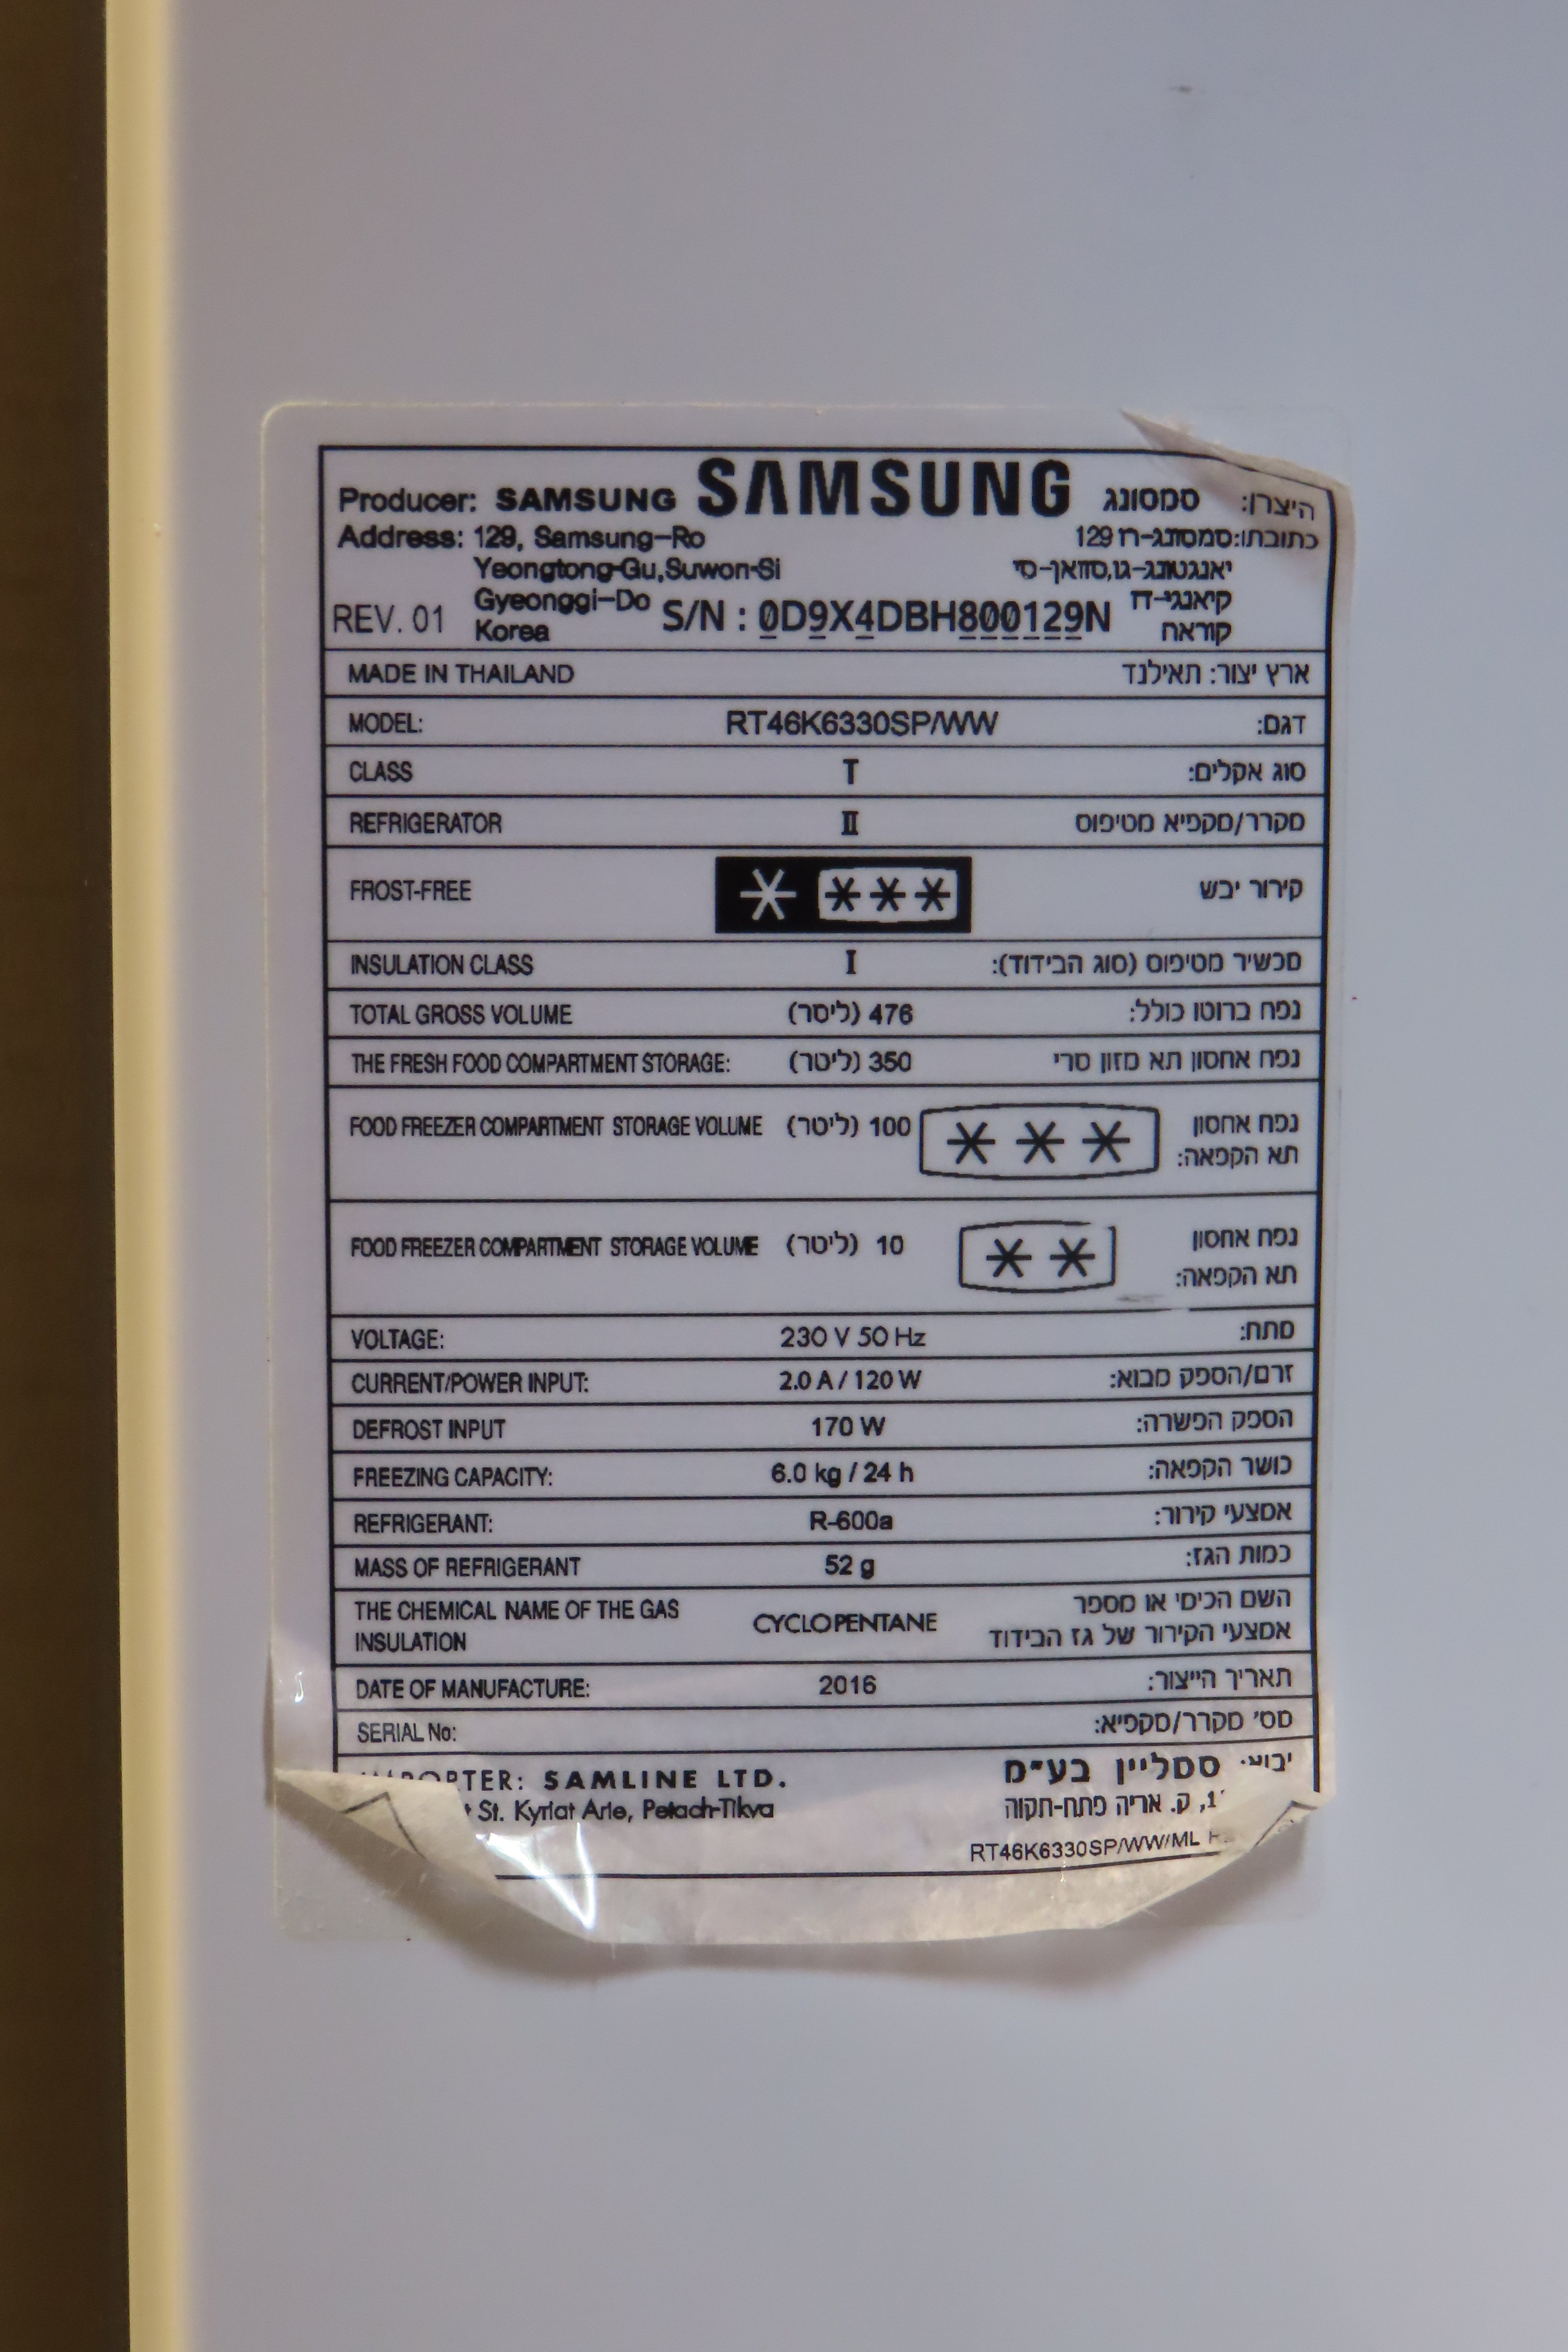 Producer: SAMSUNG SAMSUNG היצרן: סמסונג
Address: 129, Samsung-Ro כתובתו: סמסונג-רו 129
Yeongtong-Gu,Suwon-Si יאנגטונג-גו,סוואן-סי
Gyeonggi-Do קיאנגי-דו
REV. 01 Korea S/N : 0D9X4DBH800129N קוראה
MADE IN THAILAND ארץ יצור: תאילנד
MODEL: RT46K6330SP/WW דגם:
CLASS T סוג אקלים:
REFRIGERATOR II מקרר/מקפיא מטיפוס
FROST-FREE קירור יבש
INSULATION CLASS I מכשיר מטיפוס (סוג הבידוד):
TOTAL GROSS VOLUME 476 (ליטר) נפח ברוטו כולל:
THE FRESH FOOD COMPARTMENT STORAGE: 350 (ליטר) נפח אחסון תא מזון טרי
FOOD FREEZER COMPARTMENT STORAGE VOLUME 100 (ליטר) נפח אחסון
תא הקפאה:
FOOD FREEZER COMPARTMENT STORAGE VOLUME 10 (ליטר) נפח אחסון
תא הקפאה:
VOLTAGE: 230 V 50 Hz מתח:
CURRENT/POWER INPUT: 2.0 A / 120 W זרם/הספק מבוא:
DEFROST INPUT 170 W הספק הפשרה:
FREEZING CAPACITY: 6.0 kg / 24 h כושר הקפאה:
REFRIGERANT: R-600a אמצעי קירור:
MASS OF REFRIGERANT 52 g כמות הגז:
THE CHEMICAL NAME OF THE GAS השם הכימי או מספר
INSULATION CYCLOPENTANE אמצעי הקירור של גז הבידוד
DATE OF MANUFACTURE: 2016 תאריך הייצור:
SERIAL No: מס' מקרר/מקפיא:
SAMLINE LTD. סמליין בע"מ
St. Kyriat Arie, Petach-Tikva ק. אריה פתח-תקווה
RT46K6330SP/WW/ML